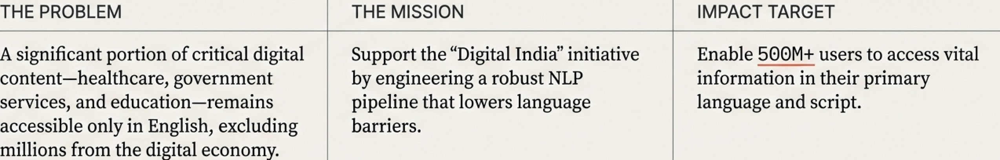 THE PROBLEM
A significant portion of critical digital
content—healthcare, government
services, and education—remains
accessible only in English, excluding
millions from the digital economy.
THE MISSION
Support the “Digital India” initiative
by engineering a robust NLP
pipeline that lowers language
barriers.
IMPACT TARGET
Enable 500M+ users to access vital
information in their primary
language and script.